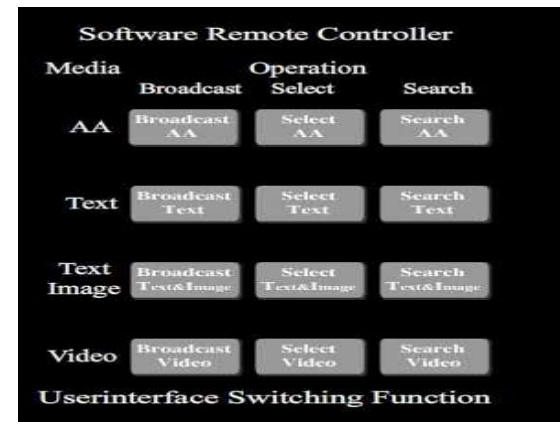 Software Remote Controller
Media Operation
Broadcast Select Search
AA Broadcast AA Select AA Search AA
Text Broadcast Text Select Text Search Text
Text Image Broadcast Text&Image Select Text&Image Search Text&Image
Video Broadcast Video Select Video Search Video
Userinterface Switching Function